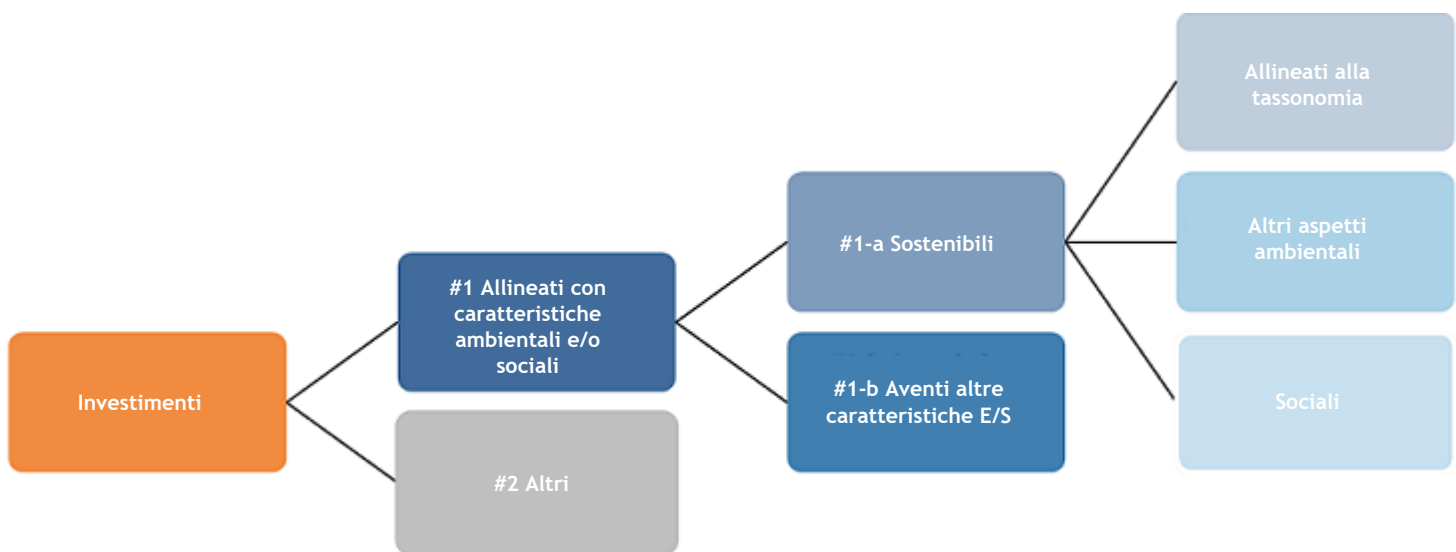 Investimenti
#1 Allineati con
caratteristiche
ambientali e/o
sociali
#2 Altri
#1-a Sostenibili
#1-b Aventi altre
caratteristiche E/S
Allineati alla
tassonomia
Altri aspetti
ambientali
Sociali